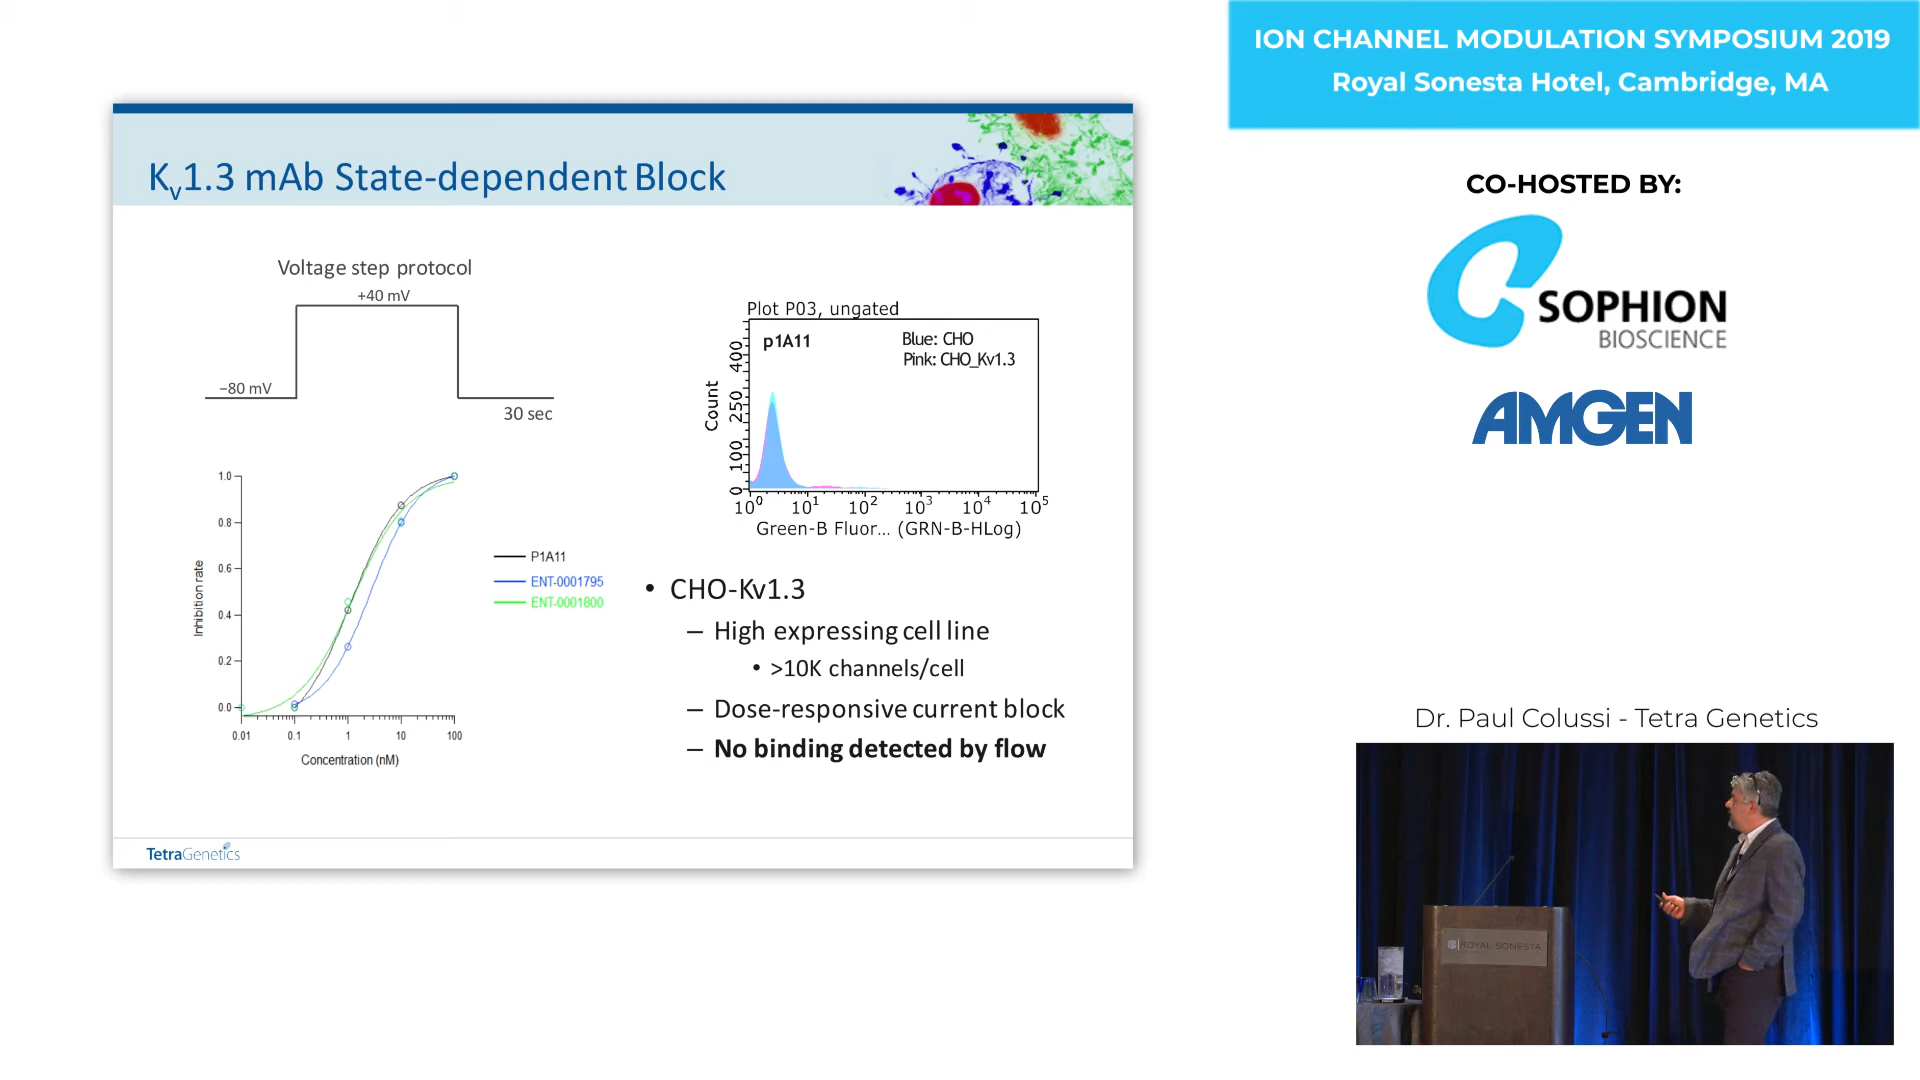 ION CHANNEL MODULATION SYMPOSIUM 2019
Royal Sonesta Hotel, Cambridge, MA
CO-HOSTED BY:
SOPHION
BIOSCIENCE
AMGEN
Kv1.3 mAb State-dependent Block
Voltage step protocol
+40 mV
−80 mV
30 sec
Plot P03, ungated
p1A11
Blue: CHO
Pink: CHO_Kv1.3
Count
0 100 250 400
10⁰ 10¹ 10² 10³ 10⁴ 10⁵
Green-B Fluor... (GRN-B-HLog)
Inhibition rate
1.0
0.8
0.6
0.4
0.2
0.0
0.01 0.1 1 10 100
Concentration (nM)
P1A11
ENT-0001795
ENT-0001800
• CHO-Kv1.3
– High expressing cell line
• >10K channels/cell
– Dose-responsive current block
– No binding detected by flow
TetraGenetics
Dr. Paul Colussi - Tetra Genetics
ROYAL SONESTA